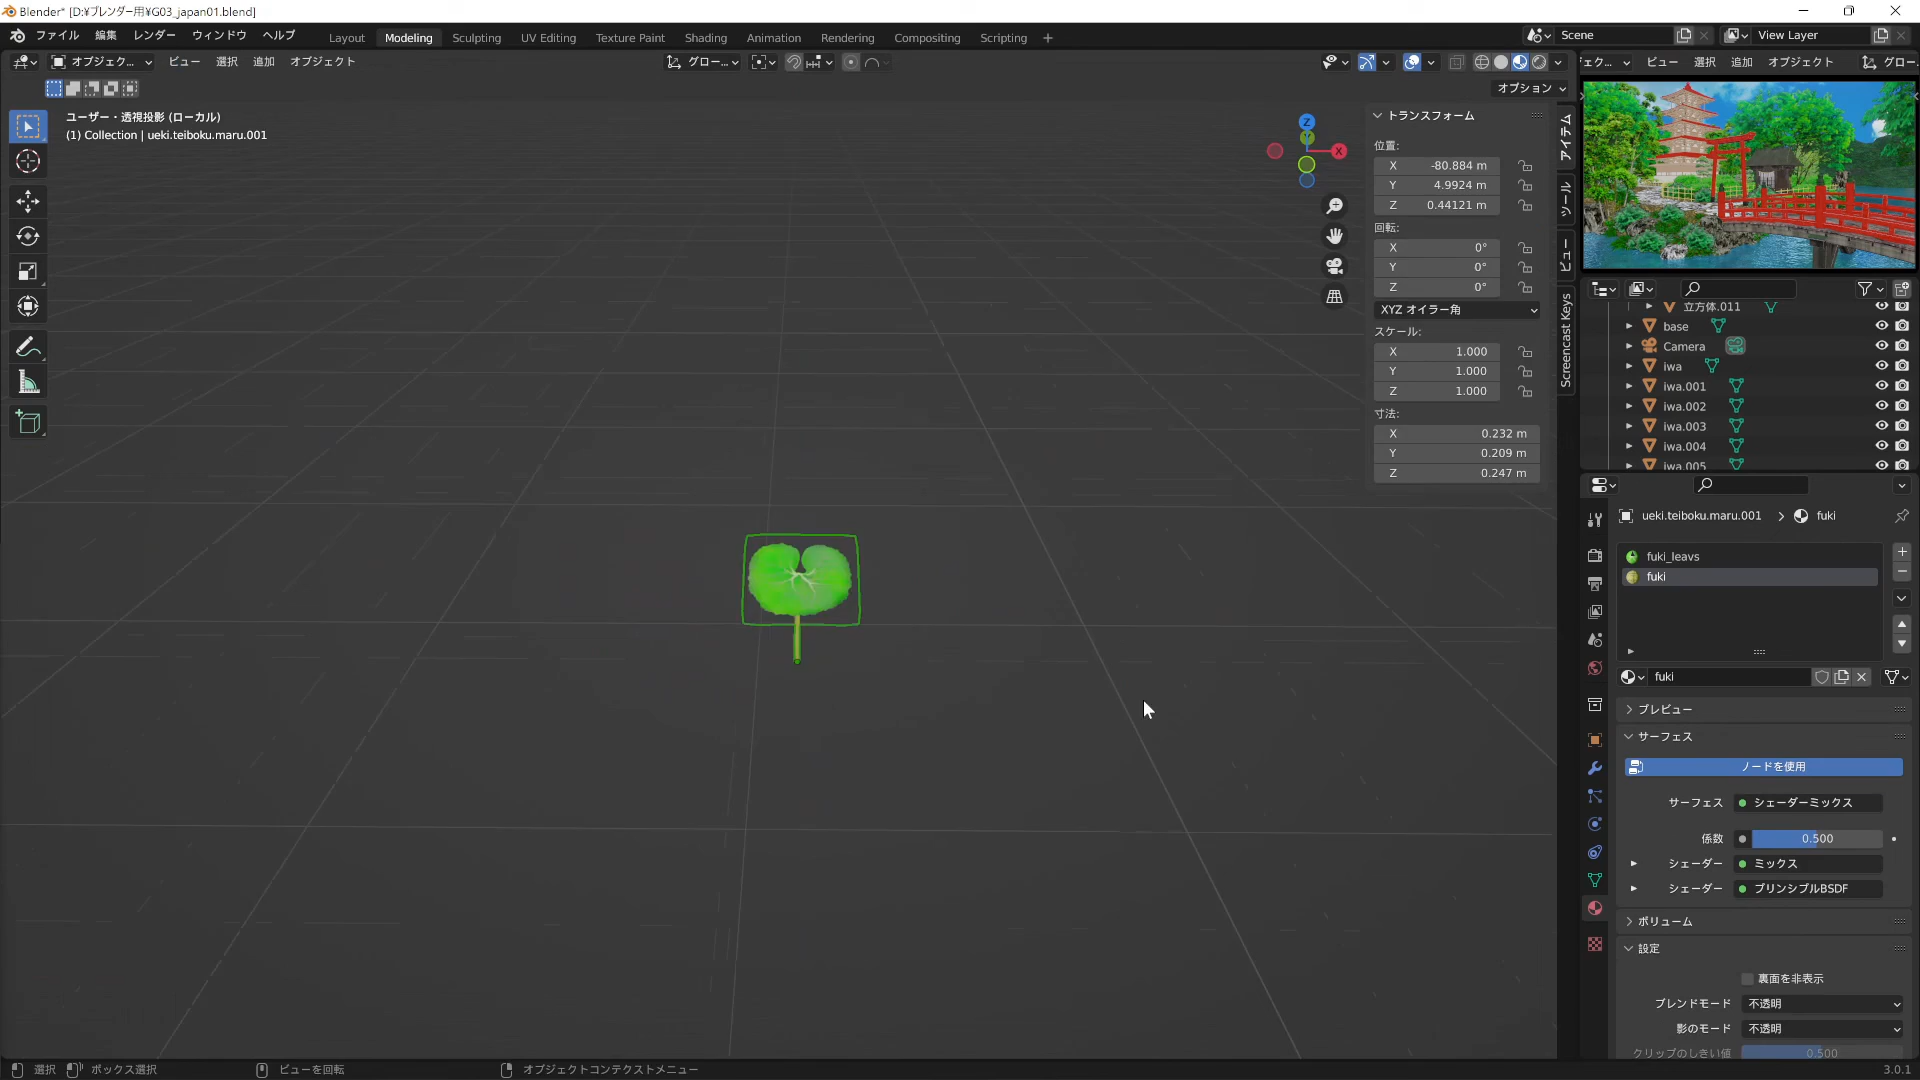 Blender* [D:¥ブレンダー用¥G03_japan01.blend]
ファイル 編集 レンダー ウィンドウ ヘルプ Layout Modeling Sculpting UV Editing Texture Paint Shading Animation Rendering Compositing Scripting + Scene View Layer
オブジェク... ビュー 選択 追加 オブジェクト グロー... ェク... ビュー 選択 追加 オブジェクト グロー
オプション
ユーザー・透視投影 (ローカル)
(1) Collection | ueki.teiboku.maru.001
Z
Y
X
トランスフォーム
位置:
X -80.884 m
Y 4.9924 m
Z 0.44121 m
回転:
X 0°
Y 0°
Z 0°
XYZ オイラー角
スケール:
X 1.000
Y 1.000
Z 1.000
寸法:
X 0.232 m
Y 0.209 m
Z 0.247 m
アイテム
ツール
ビュー
Screencast Keys
立方体.011
base
Camera
iwa
iwa.001
iwa.002
iwa.003
iwa.004
iwa.005
ueki.teiboku.maru.001 > fuki
fuki_leavs
fuki
fuki
プレビュー
サーフェス
ノードを使用
サーフェス シェーダーミックス
係数 0.500
シェーダー ミックス
シェーダー プリンシプルBSDF
ボリューム
設定
裏面を非表示
ブレンドモード 不透明
影のモード 不透明
クリップのしきい値 0.500
選択 ボックス選択 ビューを回転 オブジェクトコンテクストメニュー 3.0.1